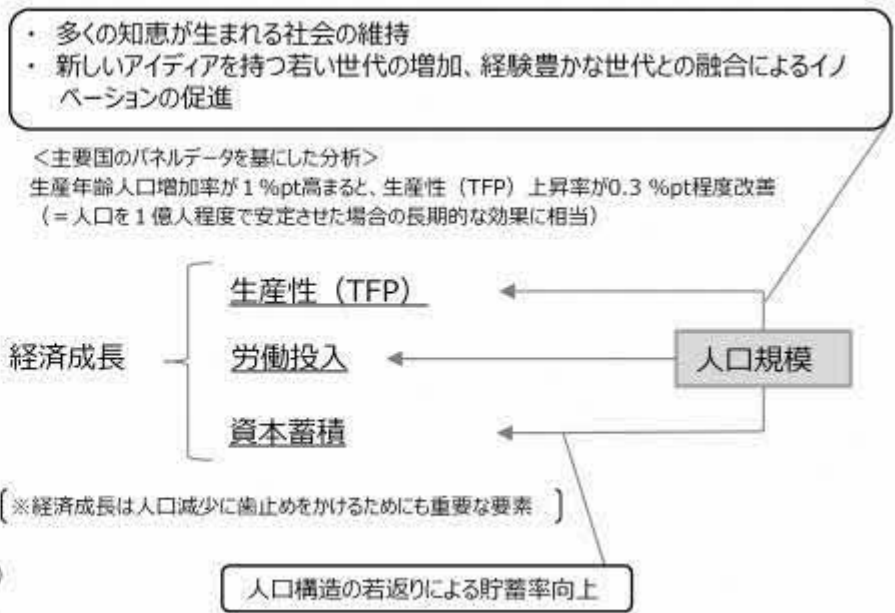 ・ 多くの知恵が生まれる社会の維持
・ 新しいアイディアを持つ若い世代の増加、経験豊かな世代との融合によるイノ
ベーションの促進
＜主要国のパネルデータを基にした分析＞
生産年齢人口増加率が１%pt高まると、生産性（TFP）上昇率が0.3 %pt程度改善
（＝人口を１億人程度で安定させた場合の長期的な効果に相当）
生産性（TFP）
経済成長
労働投入
人口規模
資本蓄積
※経済成長は人口減少に歯止めをかけるためにも重要な要素
人口構造の若返りによる貯蓄率向上